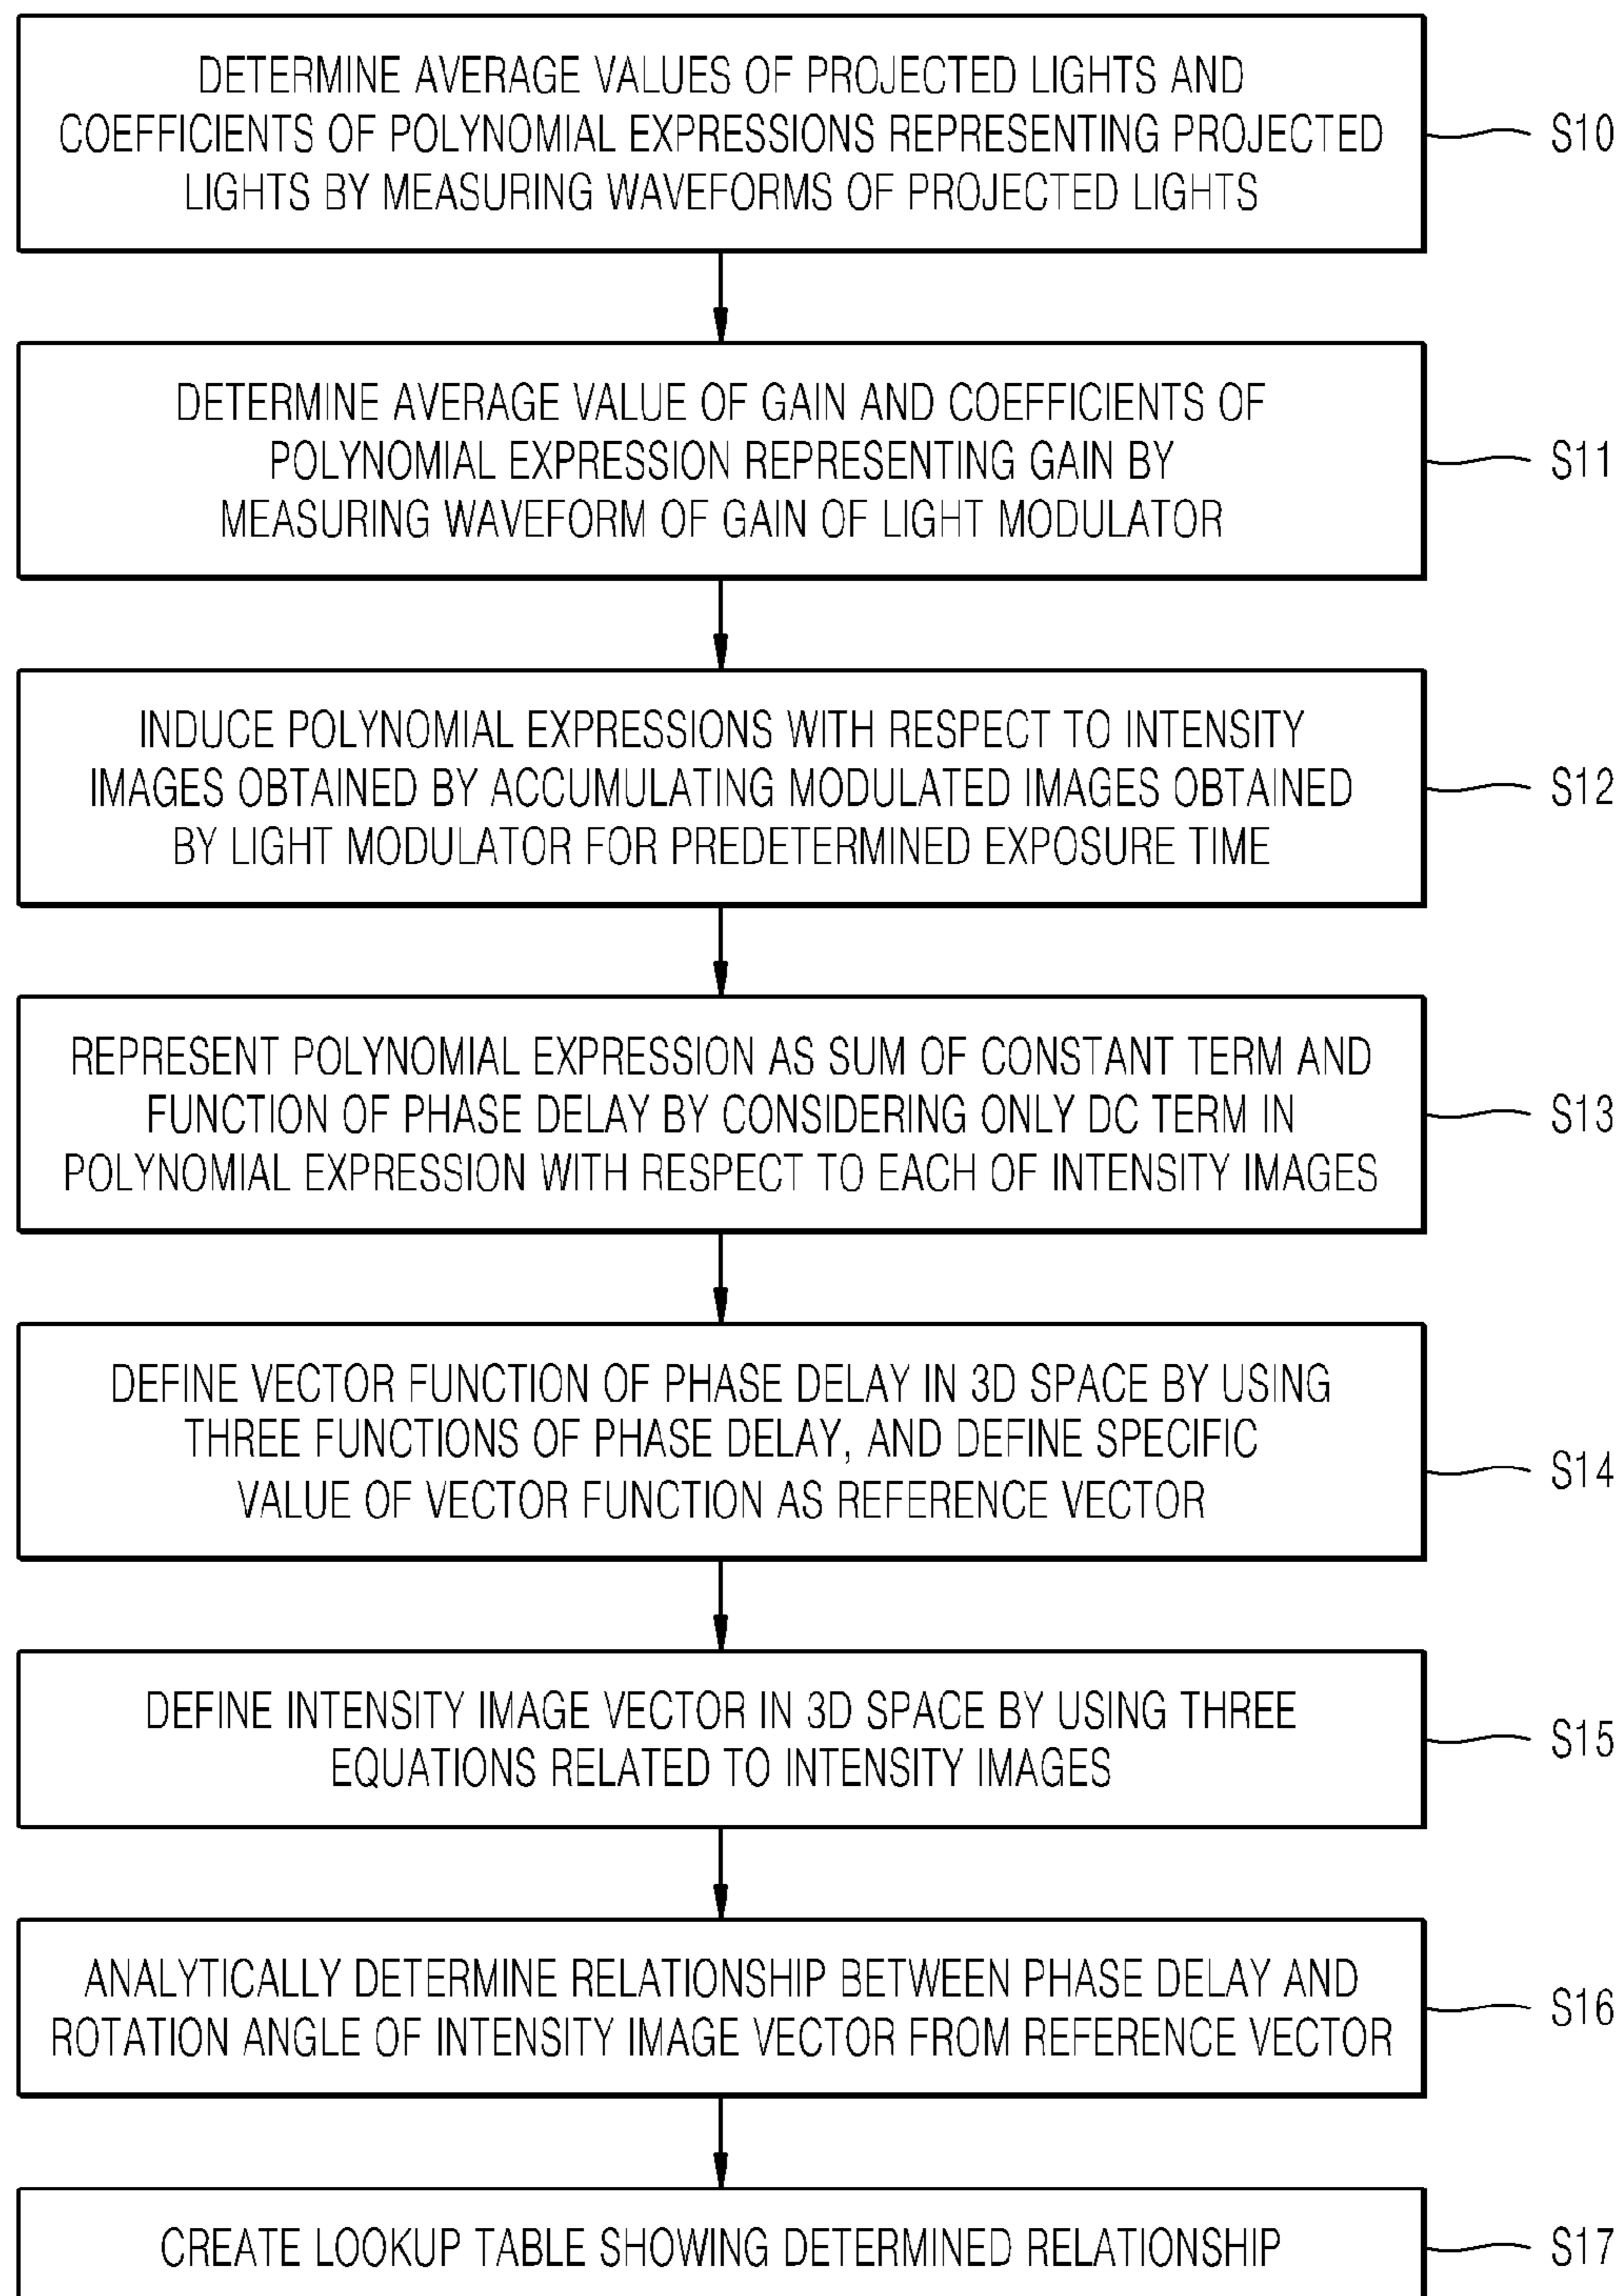 DETERMINE AVERAGE VALUES OF PROJECTED LIGHTS AND
COEFFICIENTS OF POLYNOMIAL EXPRESSIONS REPRESENTING PROJECTED
LIGHTS BY MEASURING WAVEFORMS OF PROJECTED LIGHTS
S10
DETERMINE AVERAGE VALUE OF GAIN AND COEFFICIENTS OF
POLYNOMIAL EXPRESSION REPRESENTING GAIN BY
MEASURING WAVEFORM OF GAIN OF LIGHT MODULATOR
S11
INDUCE POLYNOMIAL EXPRESSIONS WITH RESPECT TO INTENSITY
IMAGES OBTAINED BY ACCUMULATING MODULATED IMAGES OBTAINED
BY LIGHT MODULATOR FOR PREDETERMINED EXPOSURE TIME
S12
REPRESENT POLYNOMIAL EXPRESSION AS SUM OF CONSTANT TERM AND
FUNCTION OF PHASE DELAY BY CONSIDERING ONLY DC TERM IN
POLYNOMIAL EXPRESSION WITH RESPECT TO EACH OF INTENSITY IMAGES
S13
DEFINE VECTOR FUNCTION OF PHASE DELAY IN 3D SPACE BY USING
THREE FUNCTIONS OF PHASE DELAY, AND DEFINE SPECIFIC
VALUE OF VECTOR FUNCTION AS REFERENCE VECTOR
S14
DEFINE INTENSITY IMAGE VECTOR IN 3D SPACE BY USING THREE
EQUATIONS RELATED TO INTENSITY IMAGES
S15
ANALYTICALLY DETERMINE RELATIONSHIP BETWEEN PHASE DELAY AND
ROTATION ANGLE OF INTENSITY IMAGE VECTOR FROM REFERENCE VECTOR
S16
CREATE LOOKUP TABLE SHOWING DETERMINED RELATIONSHIP
S17